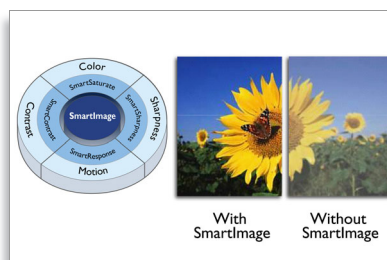 Color
SmartSaturate
Contrast
SmartContrast
SmartImage
SmartSharpness
Sharpness
SmartResponse
Motion
With
SmartImage
Without
SmartImage